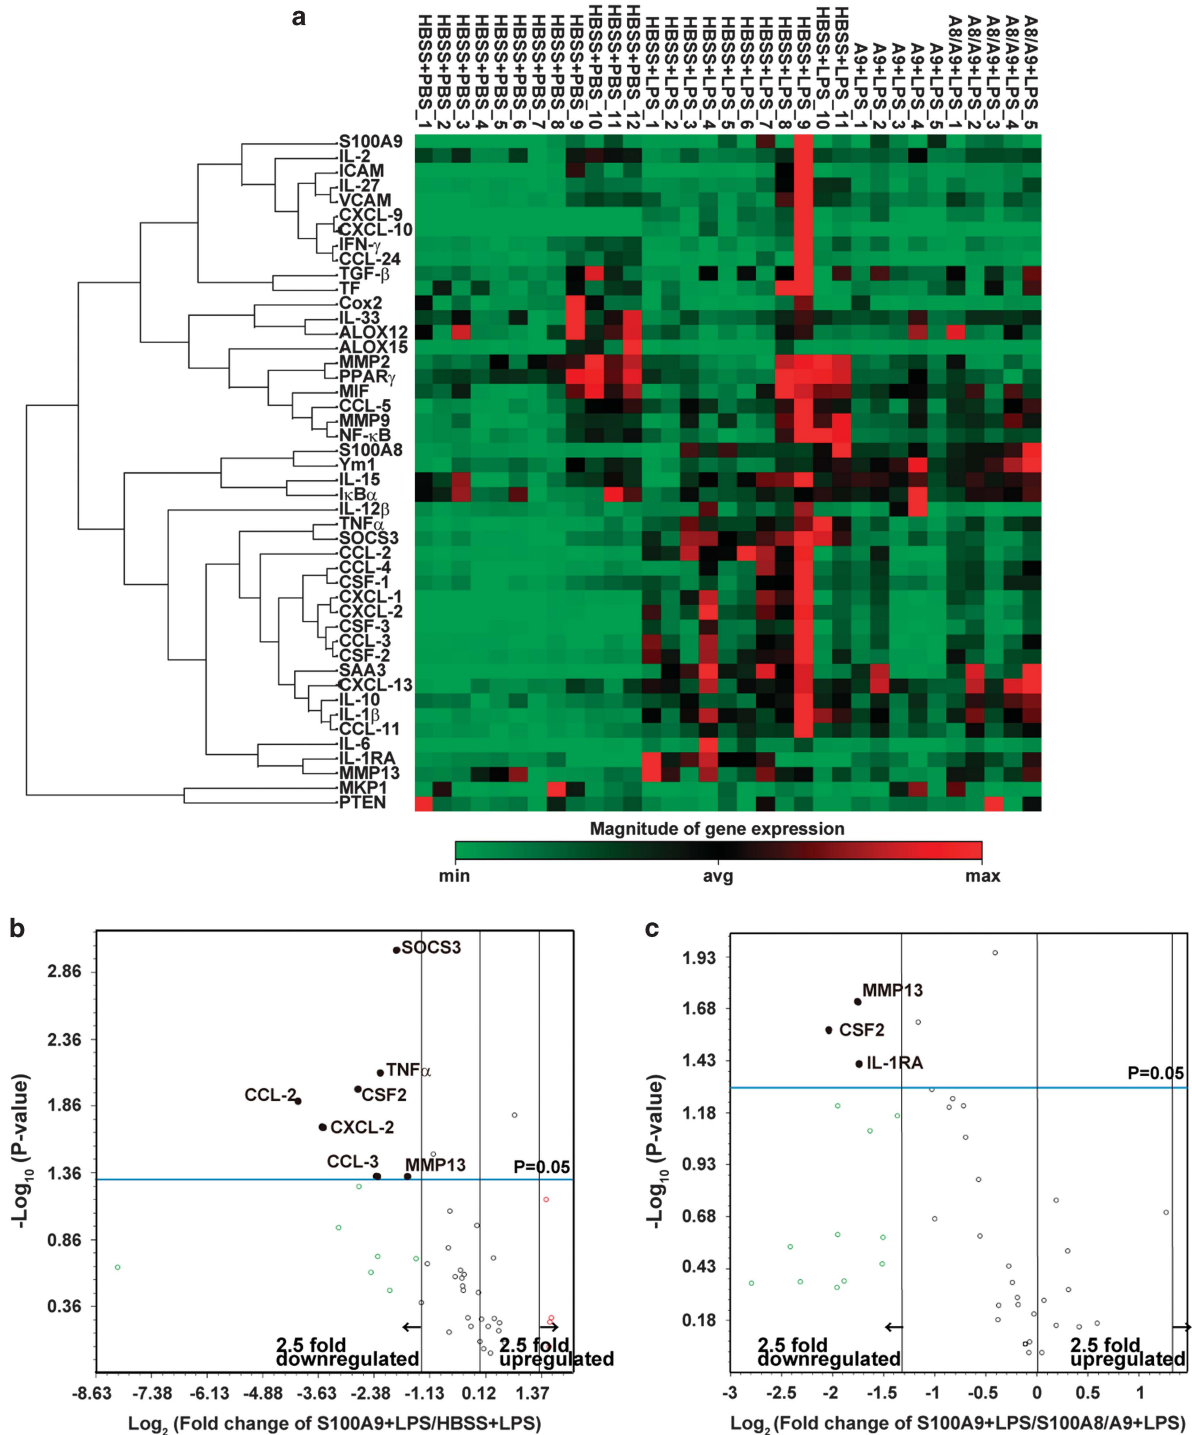 a
HBSS+PBS_1
HBSS+PBS_2
HBSS+PBS_3
HBSS+PBS_4
HBSS+PBS_5
HBSS+PBS_6
HBSS+PBS_7
HBSS+PBS_8
HBSS+PBS_9
HBSS+PBS_10
HBSS+PBS_11
HBSS+PBS_12
HBSS+LPS_1
HBSS+LPS_2
HBSS+LPS_3
HBSS+LPS_4
HBSS+LPS_5
HBSS+LPS_6
HBSS+LPS_7
HBSS+LPS_8
HBSS+LPS_9
HBSS+LPS_10
HBSS+LPS_11
A9+LPS_1
A9+LPS_2
A9+LPS_3
A9+LPS_4
A9+LPS_5
A8/A9+LPS_1
A8/A9+LPS_2
A8/A9+LPS_3
A8/A9+LPS_4
A8/A9+LPS_5
S100A9
IL-2
ICAM
IL-27
VCAM
CXCL-9
CXCL-10
IFN-γ
CCL-24
TGF-β
TF
Cox2
IL-33
ALOX12
ALOX15
MMP2
PPARγ
MIF
CCL-5
MMP9
NF-κB
S100A8
Ym1
IL-15
IκBα
IL-12β
TNFα
SOCS3
CCL-2
CCL-4
CSF-1
CXCL-1
CXCL-2
CSF-3
CCL-3
CSF-2
SAA3
CXCL-13
IL-10
IL-1β
CCL-11
IL-6
IL-1RA
MMP13
MKP1
PTEN
Magnitude of gene expression
min avg max
b
-Log10 (P-value)
2.86
2.36
1.86
1.36
0.86
0.36
SOCS3
TNFα
CSF2
CCL-2
CXCL-2
CCL-3
MMP13
P=0.05
2.5 fold
downregulated
2.5 fold
upregulated
-8.63 -7.38 -6.13 -4.88 -3.63 -2.38 -1.13 0.12 1.37
Log2 (Fold change of S100A9+LPS/HBSS+LPS)
c
-Log10 (P-value)
1.93
1.68
1.43
1.18
0.93
0.68
0.43
0.18
MMP13
CSF2
IL-1RA
P=0.05
2.5 fold
downregulated
2.5 fold
upregulated
-3 -2.5 -2 -1.5 -1 -0.5 0 0.5 1
Log2 (Fold change of S100A9+LPS/S100A8/A9+LPS)